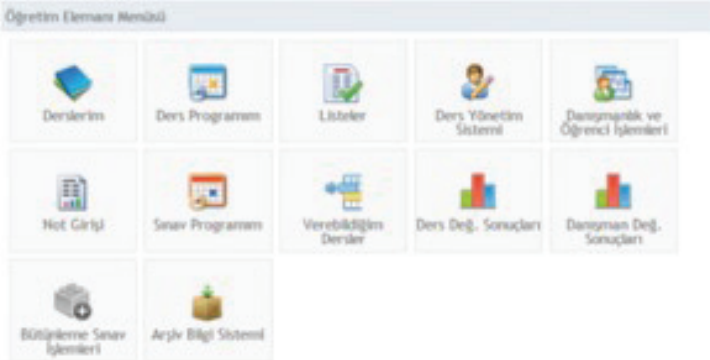 Öğretim Elemanı Menüsü
Derslerim
Ders Programım
Listeler
Ders Yönetim
Sistemi
Danışmanlık ve
Öğrenci İşlemleri
Not Girişi
Sınav Programım
Verebildiğim
Dersler
Ders Değ. Sonuçları
Danışman Değ.
Sonuçları
Bütünleme Sınav
İşlemleri
Arşiv Bilgi Sistemi